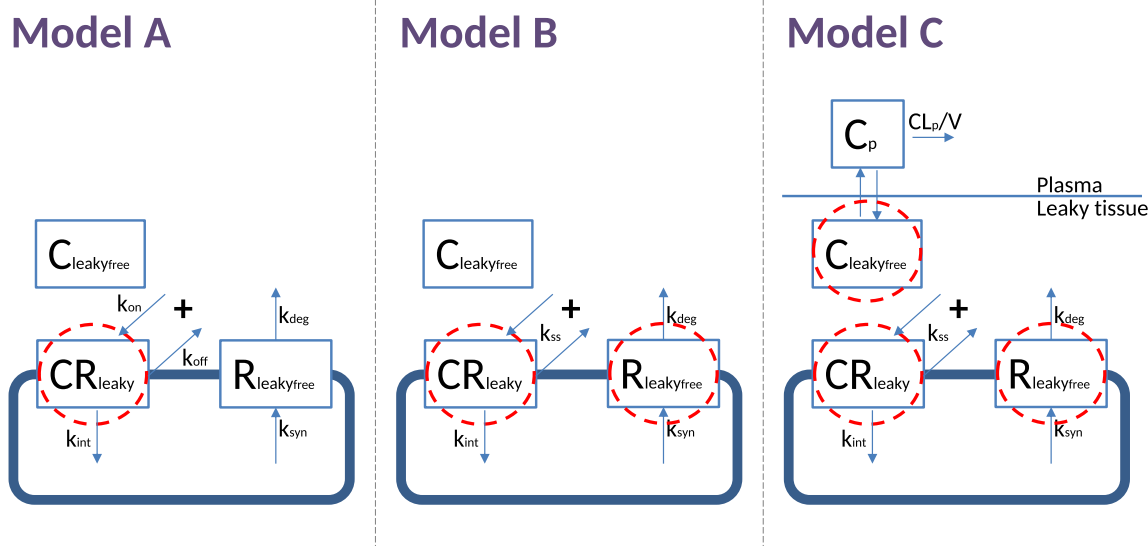 Model A
Model B
Model C
Cp
CLp/V
Plasma
Leaky tissue
Cleakyfree
Cleakyfree
Cleakyfree
kon
+
kdeg
koff
CRleaky
Rleakyfree
kint
ksyn
+
kdeg
kss
CRleaky
Rleakyfree
kint
ksyn
+
kdeg
kss
CRleaky
Rleakyfree
kint
ksyn